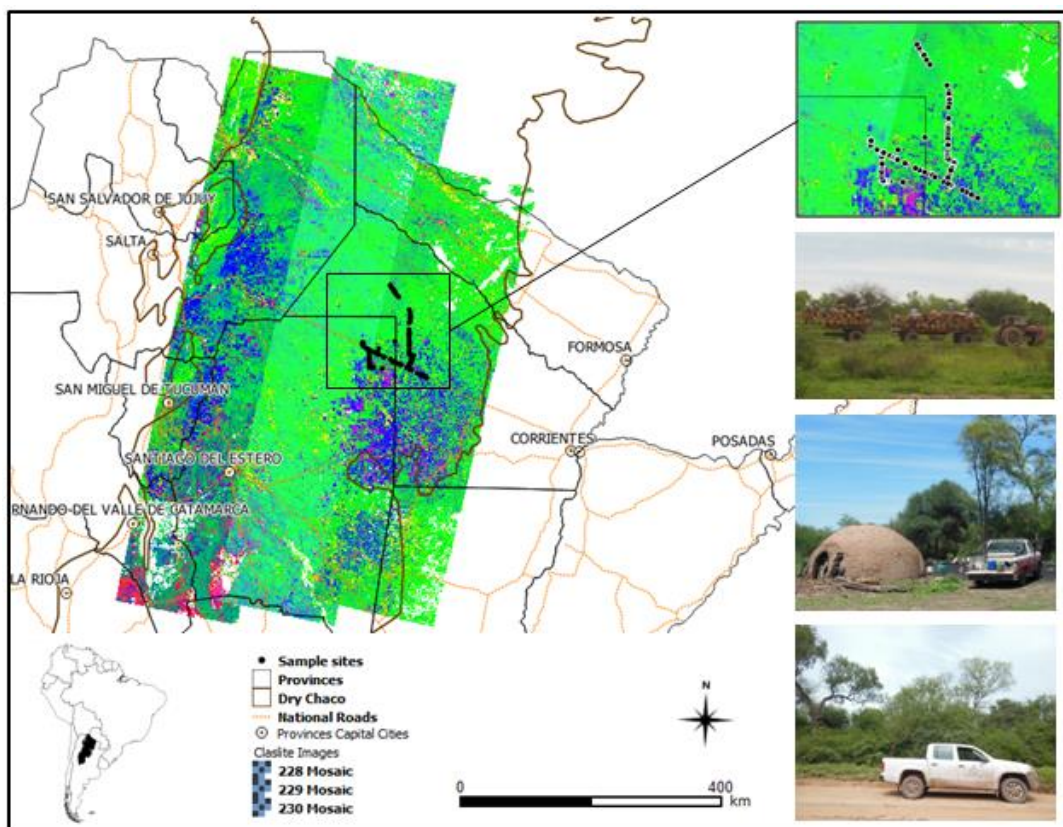 SAN SALVADOR DE JUJUY
SALTA
FORMOSA
SAN MIGUEL DE TUCUMAN
CORRIENTES
POSADAS
SANTIAGO DEL ESTERO
RNANDO DEL VALLE DE CATAMARCA
LA RIOJA
Sample sites
Provinces
Dry Chaco
National Roads
Provinces Capital Cities
Claslite Images
228 Mosaic
229 Mosaic
230 Mosaic
N
0 400
km